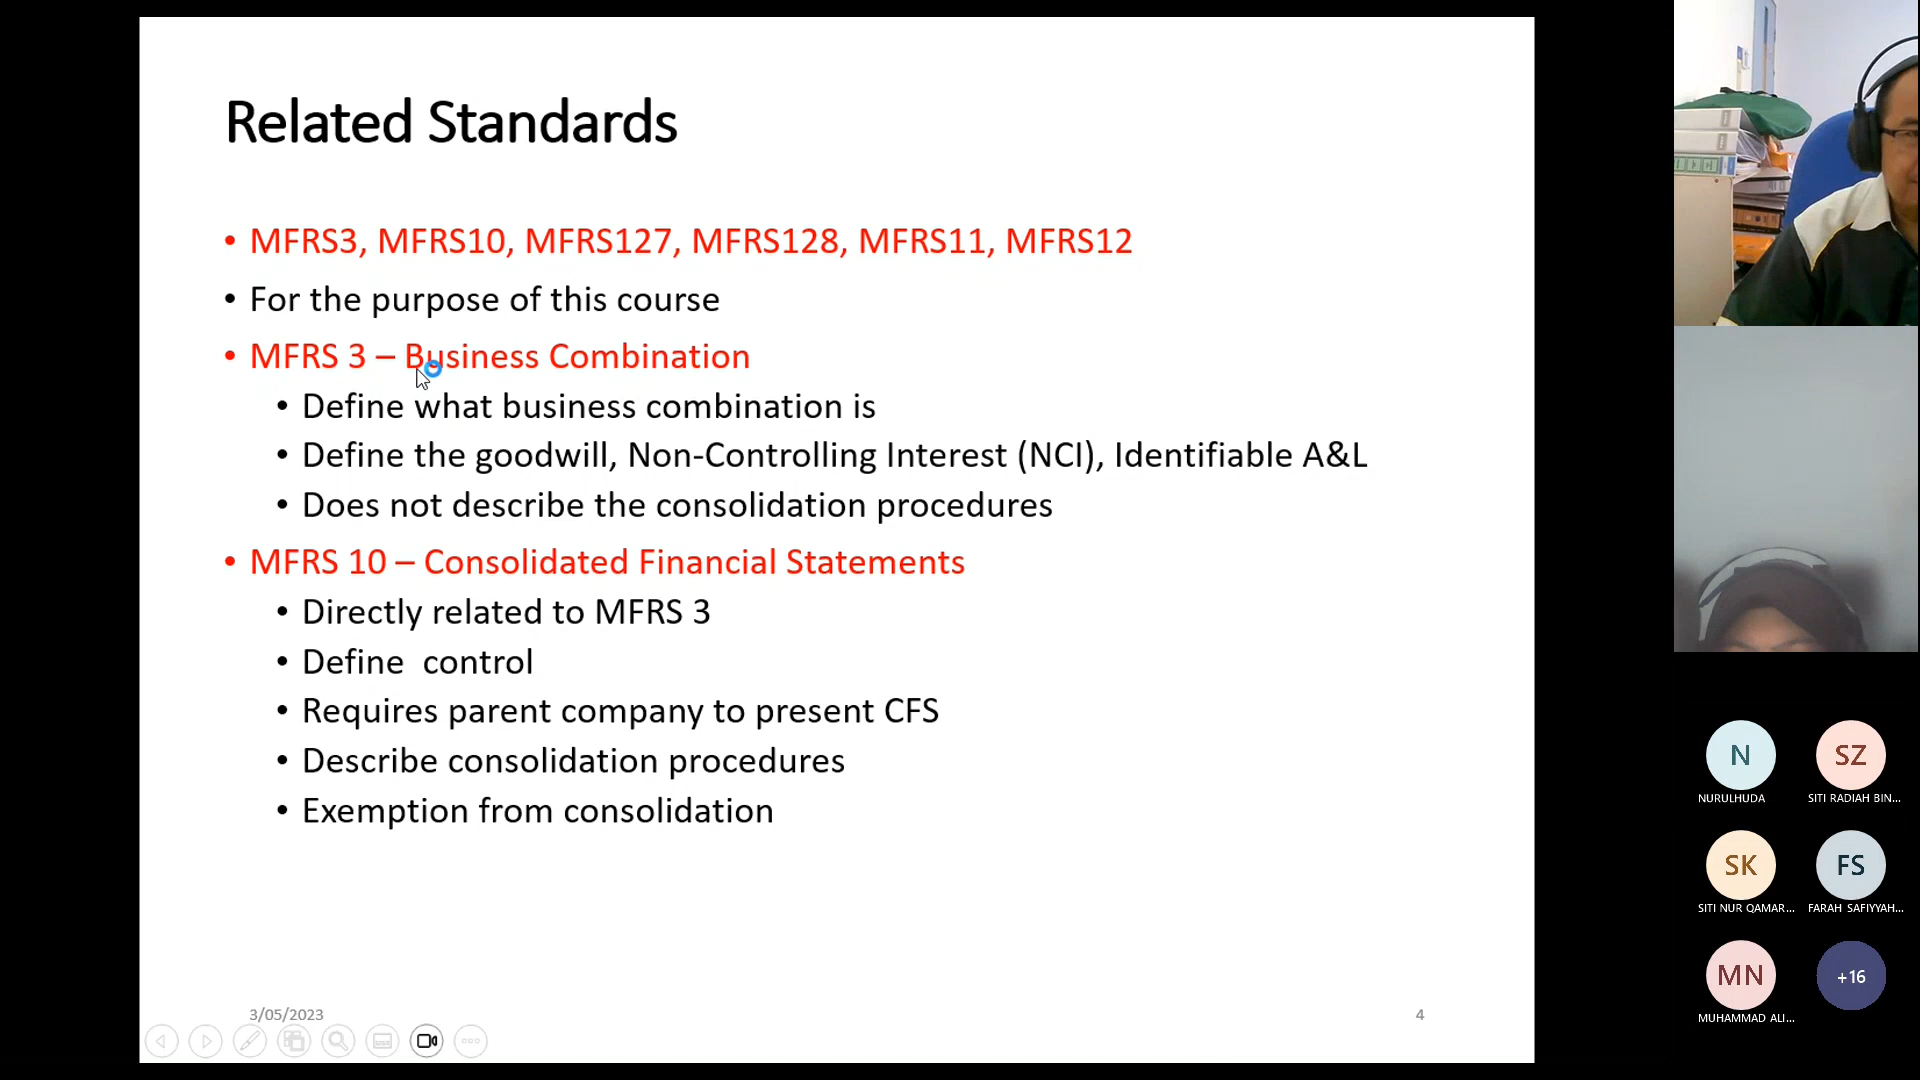 Related Standards
• MFRS3, MFRS10, MFRS127, MFRS128, MFRS11, MFRS12
• For the purpose of this course
• MFRS 3 – Business Combination
• Define what business combination is
• Define the goodwill, Non-Controlling Interest (NCI), Identifiable A&L
• Does not describe the consolidation procedures
• MFRS 10 – Consolidated Financial Statements
• Directly related to MFRS 3
• Define  control
• Requires parent company to present CFS
• Describe consolidation procedures
• Exemption from consolidation
3/05/2023
4
N
NURULHUDA
SZ
SITI RADIAH BIN...
SK
SITI NUR QAMAR...
FS
FARAH SAFIYYAH...
MN
MUHAMMAD ALI...
+16